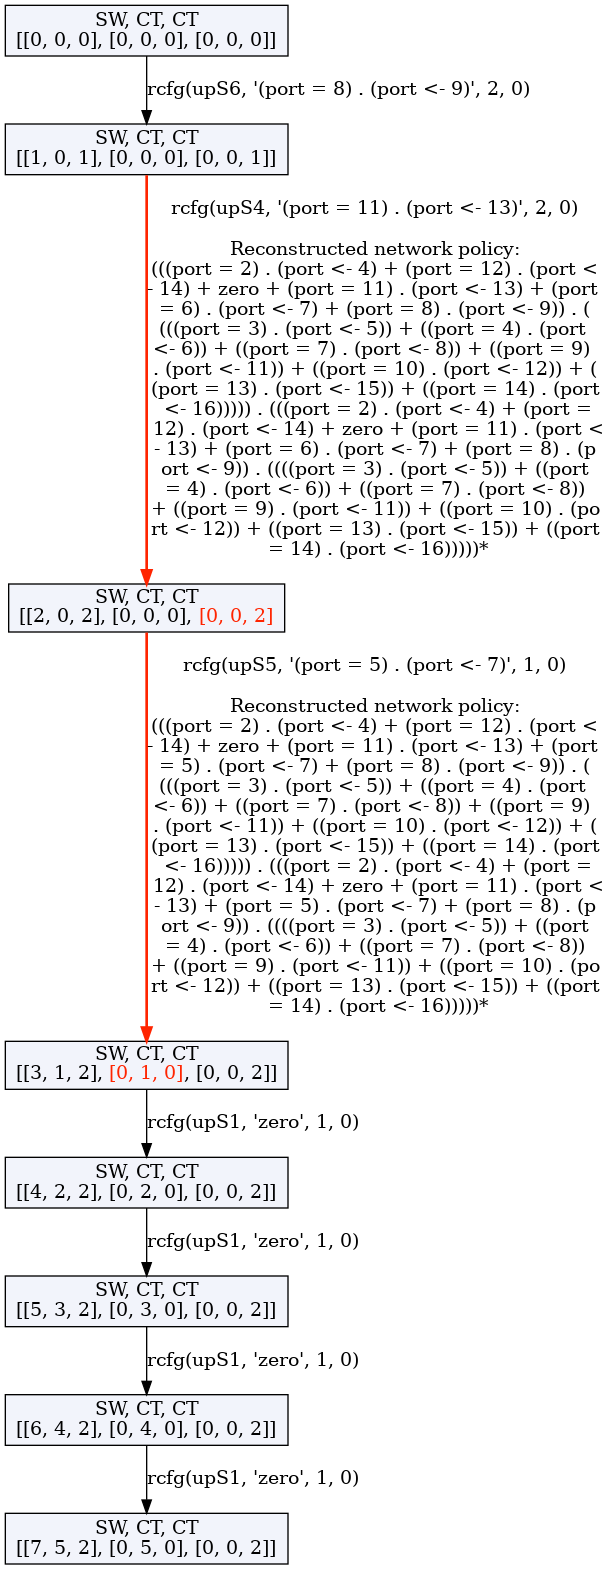 SW, CT, CT
[[0, 0, 0], [0, 0, 0], [0, 0, 0]]
rcfg(upS6, '(port = 8) . (port <- 9)', 2, 0)
SW, CT, CT
[[1, 0, 1], [0, 0, 0], [0, 0, 1]]
rcfg(upS4, '(port = 11) . (port <- 13)', 2, 0)
Reconstructed network policy:
(((port = 2) . (port <- 4) + (port = 12) . (port <
- 14) + zero + (port = 11) . (port <- 13) + (port
= 6) . (port <- 7) + (port = 8) . (port <- 9)) . (
(((port = 3) . (port <- 5)) + ((port = 4) . (port
<- 6)) + ((port = 7) . (port <- 8)) + ((port = 9)
. (port <- 11)) + ((port = 10) . (port <- 12)) + (
(port = 13) . (port <- 15)) + ((port = 14) . (port
<- 16))))) . (((port = 2) . (port <- 4) + (port =
12) . (port <- 14) + zero + (port = 11) . (port <
- 13) + (port = 6) . (port <- 7) + (port = 8) . (p
ort <- 9)) . ((((port = 3) . (port <- 5)) + ((port
= 4) . (port <- 6)) + ((port = 7) . (port <- 8))
+ ((port = 9) . (port <- 11)) + ((port = 10) . (po
rt <- 12)) + ((port = 13) . (port <- 15)) + ((port
= 14) . (port <- 16)))))*
SW, CT, CT
[[2, 0, 2], [0, 0, 0], [0, 0, 2]
rcfg(upS5, '(port = 5) . (port <- 7)', 1, 0)
Reconstructed network policy:
(((port = 2) . (port <- 4) + (port = 12) . (port <
- 14) + zero + (port = 11) . (port <- 13) + (port
= 5) . (port <- 7) + (port = 8) . (port <- 9)) . (
(((port = 3) . (port <- 5)) + ((port = 4) . (port
<- 6)) + ((port = 7) . (port <- 8)) + ((port = 9)
. (port <- 11)) + ((port = 10) . (port <- 12)) + (
(port = 13) . (port <- 15)) + ((port = 14) . (port
<- 16))))) . (((port = 2) . (port <- 4) + (port =
12) . (port <- 14) + zero + (port = 11) . (port <
- 13) + (port = 5) . (port <- 7) + (port = 8) . (p
ort <- 9)) . ((((port = 3) . (port <- 5)) + ((port
= 4) . (port <- 6)) + ((port = 7) . (port <- 8))
+ ((port = 9) . (port <- 11)) + ((port = 10) . (po
rt <- 12)) + ((port = 13) . (port <- 15)) + ((port
= 14) . (port <- 16)))))*
SW, CT, CT
[[3, 1, 2], [0, 1, 0], [0, 0, 2]]
rcfg(upS1, 'zero', 1, 0)
SW, CT, CT
[[4, 2, 2], [0, 2, 0], [0, 0, 2]]
rcfg(upS1, 'zero', 1, 0)
SW, CT, CT
[[5, 3, 2], [0, 3, 0], [0, 0, 2]]
rcfg(upS1, 'zero', 1, 0)
SW, CT, CT
[[6, 4, 2], [0, 4, 0], [0, 0, 2]]
rcfg(upS1, 'zero', 1, 0)
SW, CT, CT
[[7, 5, 2], [0, 5, 0], [0, 0, 2]]